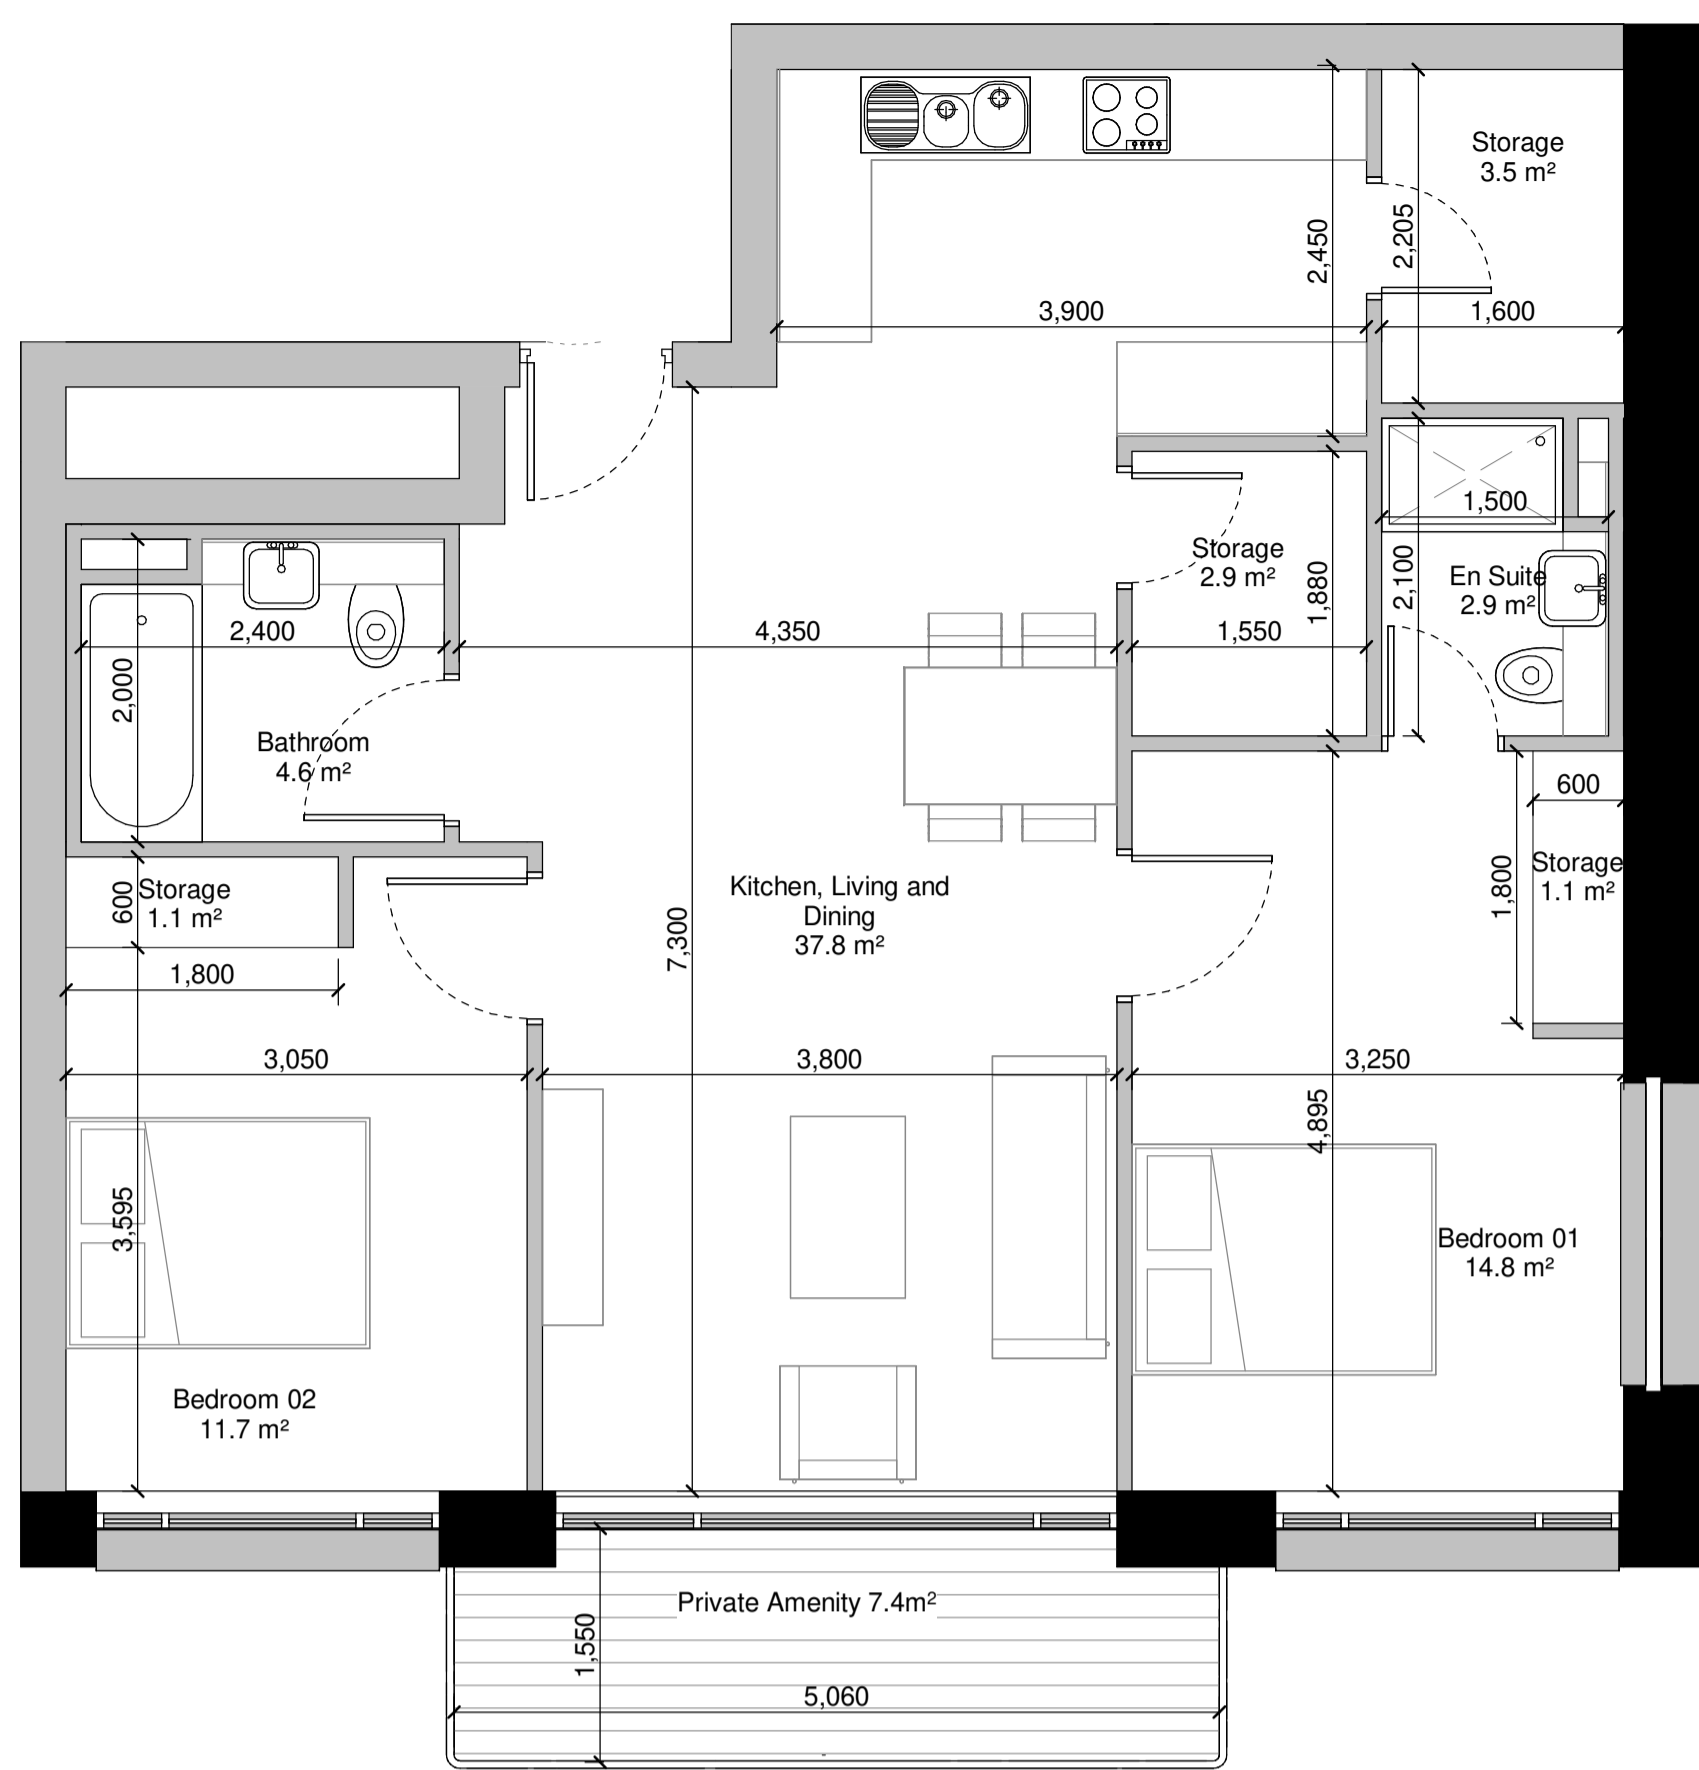 Storage
3.5 m²
2,450
2,205
3,900
1,600
1,500
Storage
2.9 m²
1,880
2,100
En Suite
2.9 m²
2,400
4,350
1,550
2,000
Bathroom
4.6 m²
600
1,800
Storage
1.1 m²
600
Storage
1.1 m²
Kitchen, Living and
Dining
37.8 m²
7,300
1,800
3,050
3,800
3,250
4,895
3,595
Bedroom 01
14.8 m²
Bedroom 02
11.7 m²
Private Amenity 7.4m²
1,550
5,060